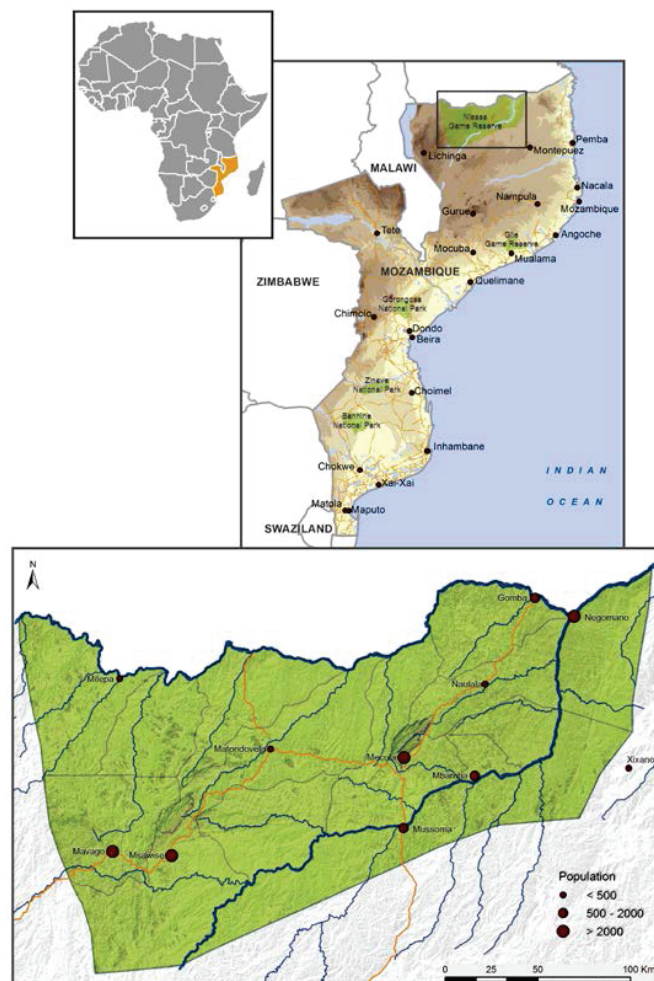 Niassa
Game Reserve
Pemba
Lichinga
Montepuez
MALAWI
Nacala
Nampula
Mozambique
Gurue
Tete
Angoche
Gile
Game Reserve
Mocuba
Mualama
MOZAMBIQUE
ZIMBABWE
Quelimane
Gorongosa
National Park
Chimoio
Dondo
Beira
Zinave
National Park
Choimel
Banhine
National Park
Inhambane
Chokwe
INDIAN
Xai-Xai
OCEAN
Matola
Maputo
SWAZILAND
N
Gomba
Negomano
Milepa
Naulala
Matondovela
Mecula
Mbamba
Xixano
Mussoma
Mavago
Misawise
Population
< 500
500 - 2000
> 2000
0 25 50 100 Km